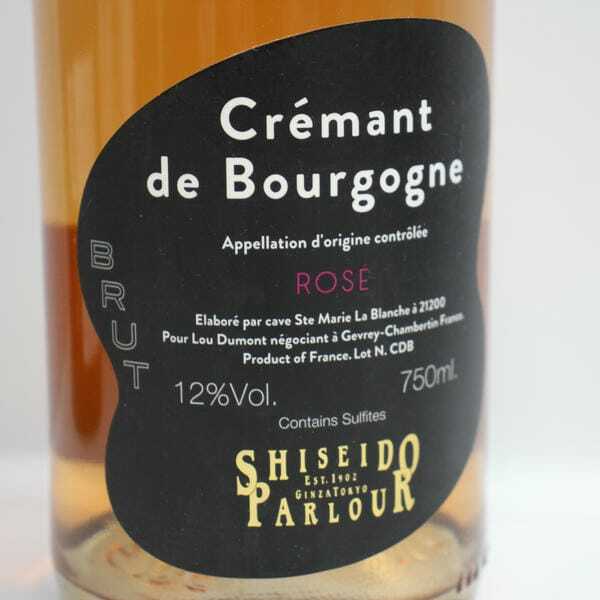 Crémant
de Bourgogne
Appellation d'origine contrôlée
ROSÉ
BRUT
Elaboré par cave Ste Marie La Blanche à 21200
Pour Lou Dumont négociant à Gevrey-Chambertin France.
Product of France. Lot N. CDB
12%Vol. 750ml.
Contains Sulfites
SHISEIDO
EST. 1902
GINZA TOKYO
PARLOUR